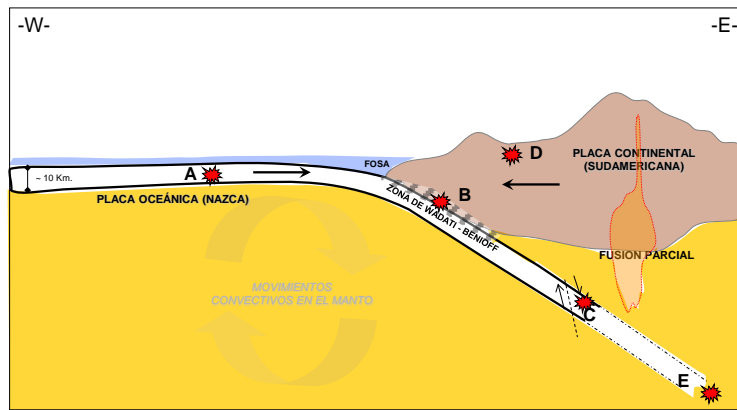 -W-
-E-
FOSA
D
A
PLACA CONTINENTAL
(SUDAMERICANA)
~ 10 Km.
B
PLACA OCEÁNICA (NAZCA)
ZONA DE WADATI - BENIOFF
FUSION PARCIAL
MOVIMIENTOS
CONVECTIVOS EN EL MANTO
C
E